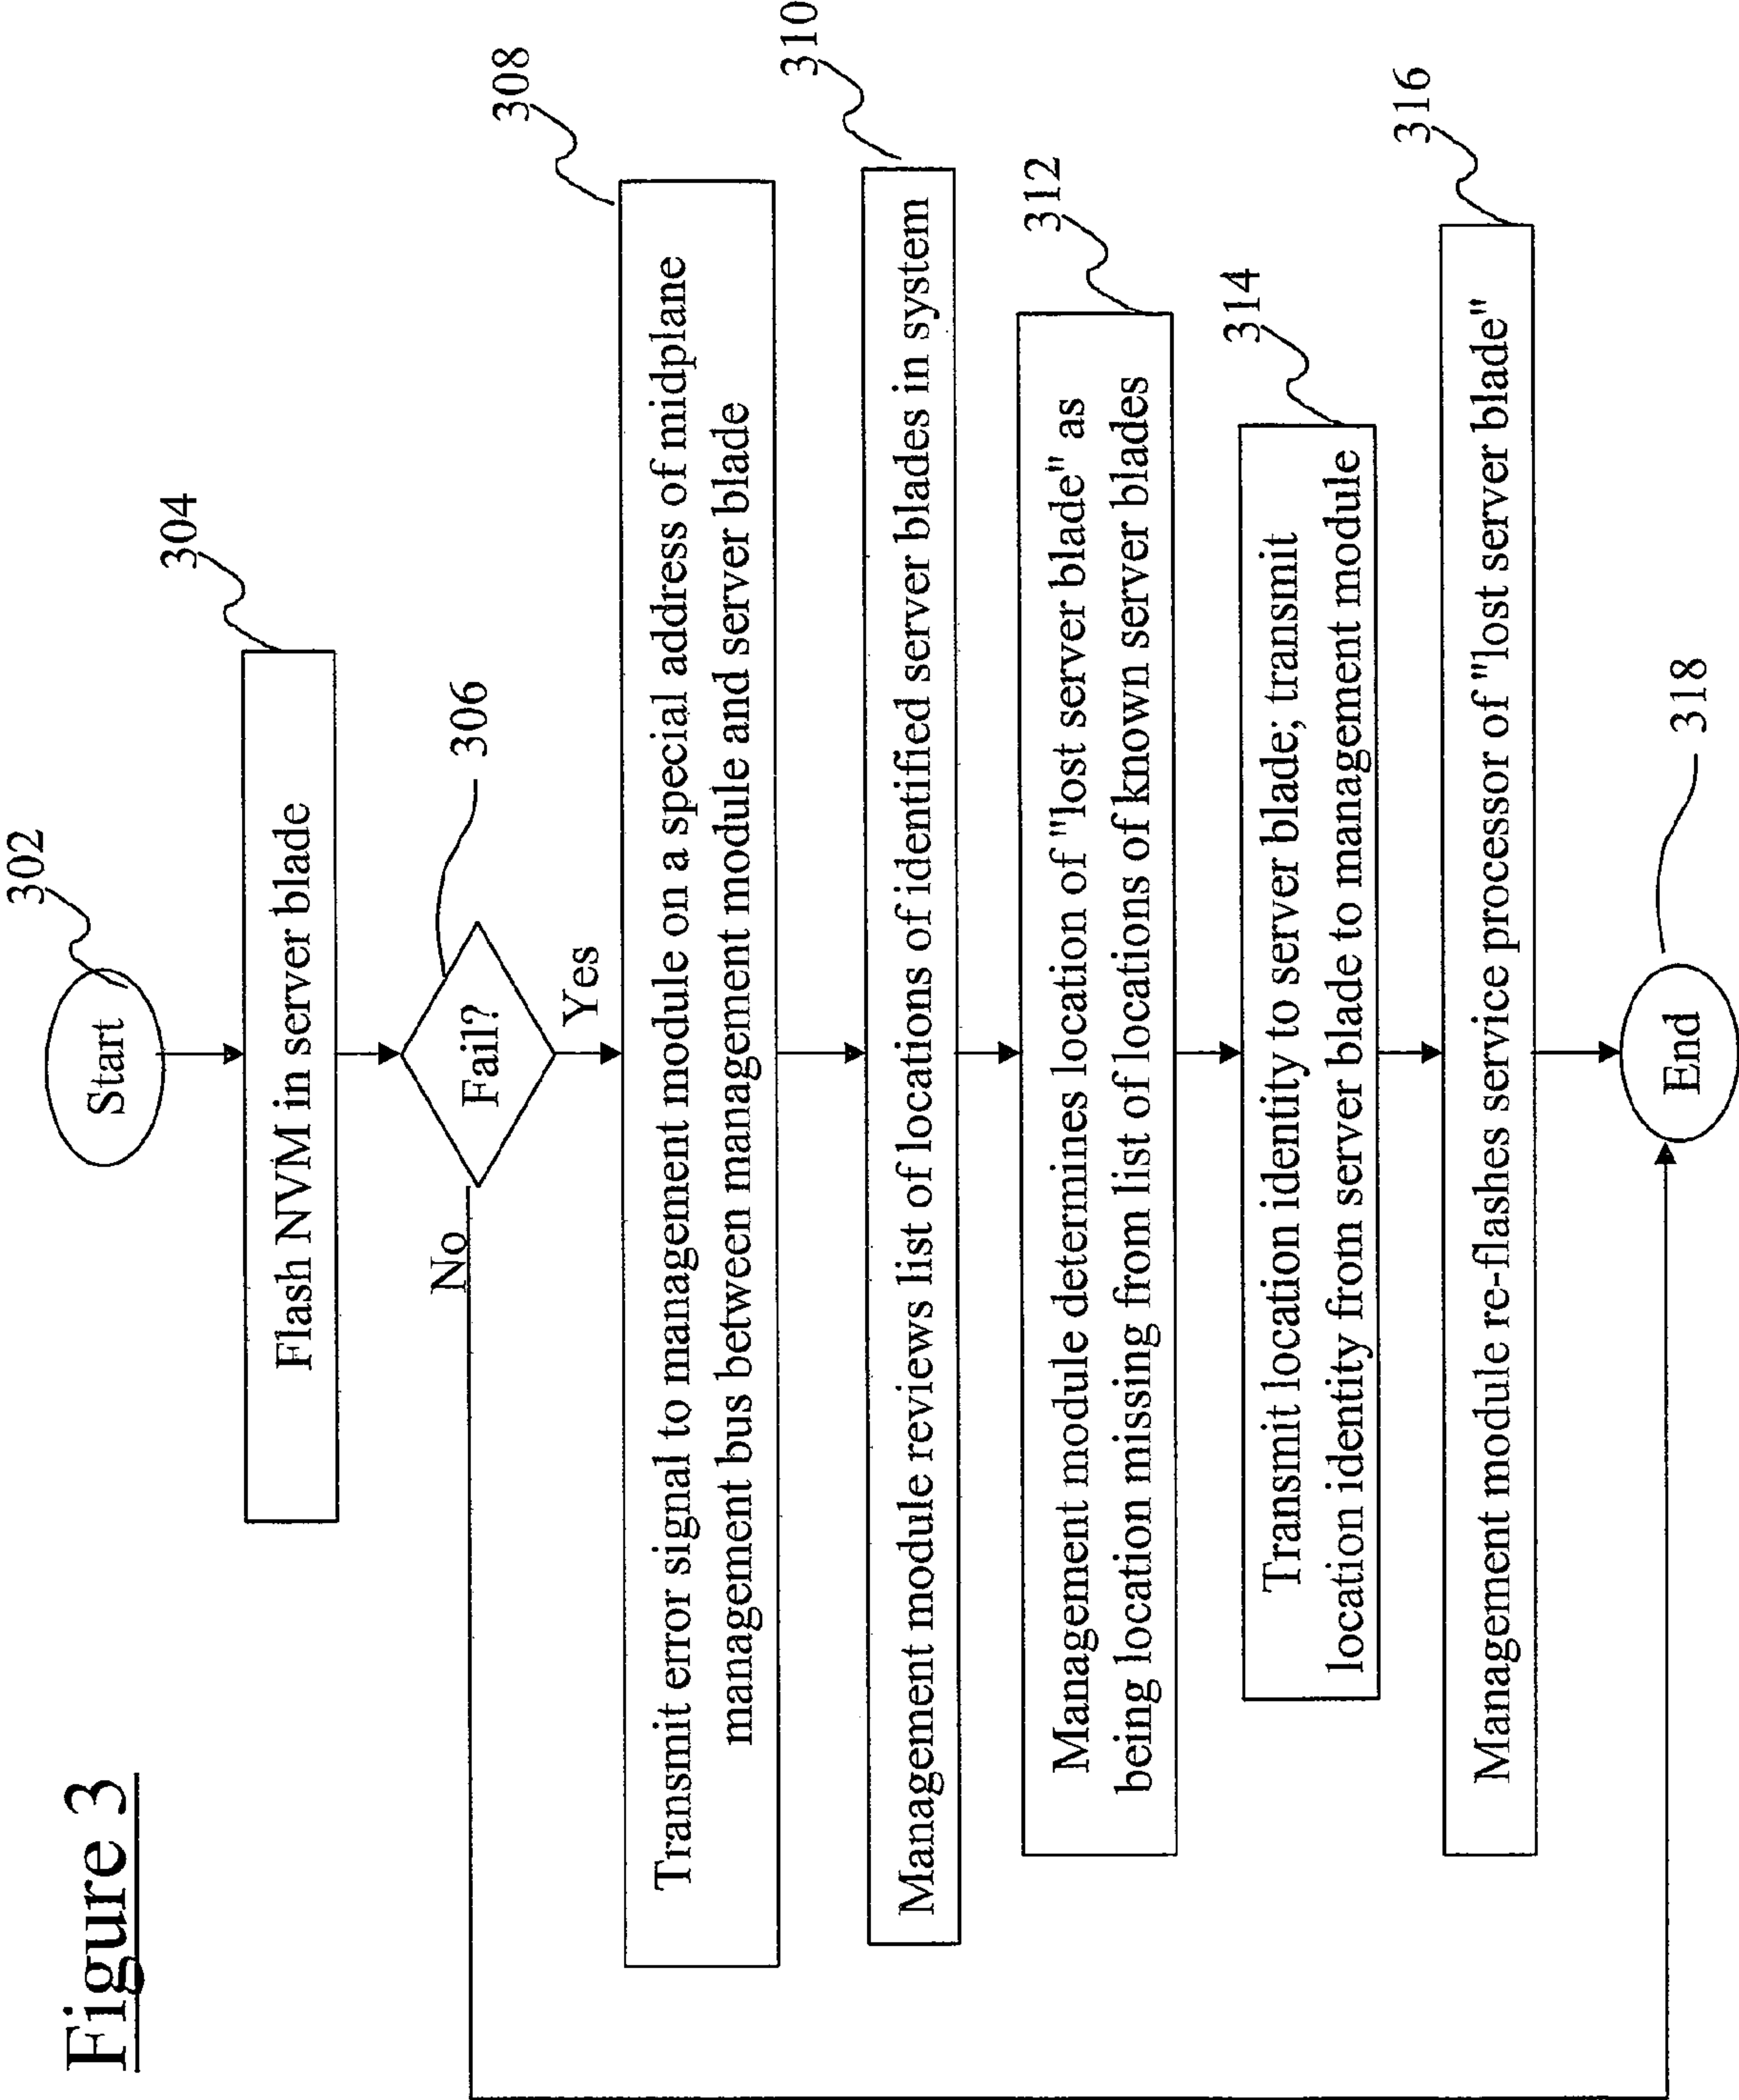 Figure 3
302
Start
304
Flash NVM in server blade
306
Fail?
Yes
No
308
Transmit error signal to management module on a special address of midplane
management bus between management module and server blade
310
Management module reviews list of locations of identified server blades in system
312
Management module determines location of "lost server blade" as
being location missing from list of locations of known server blades
314
Transmit location identity to server blade; transmit
location identity from server blade to management module
316
Management module re-flashes service processor of "lost server blade"
318
End